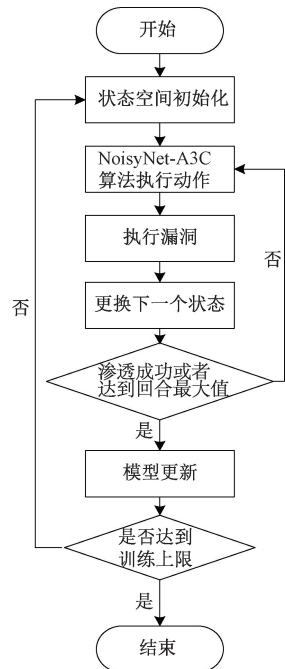 开始
状态空间初始化
NoisyNet-A3C
算法执行动作
执行漏洞
否
否
更换下一个状态
渗透成功或者
达到回合最大值
是
模型更新
是否达到
训练上限
是
结束